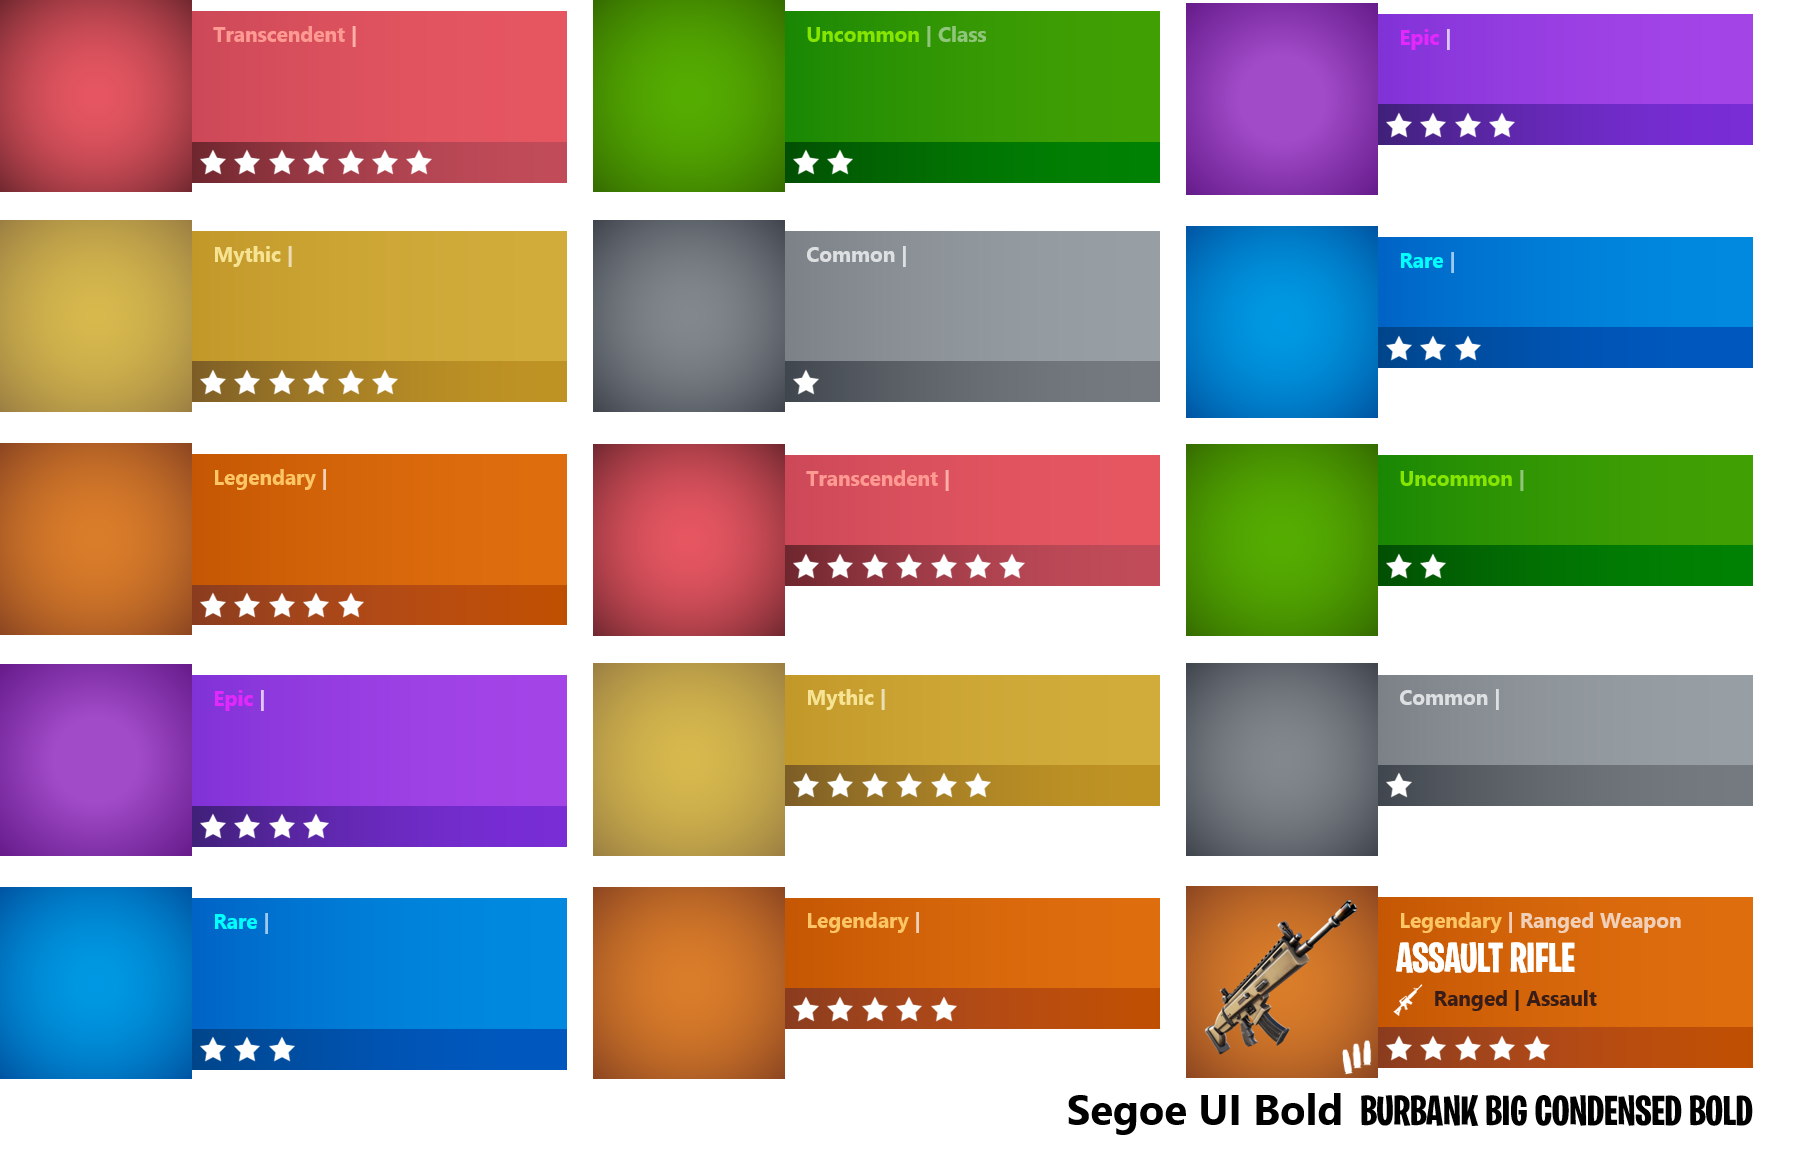 Transcendent |
Uncommon | Class
Epic |
Mythic |
Common |
Rare |
Legendary |
Transcendent |
Uncommon |
Epic |
Mythic |
Common |
Rare |
Legendary |
Legendary | Ranged Weapon
ASSAULT RIFLE
Ranged | Assault
Segoe UI Bold BURBANK BIG CONDENSED BOLD